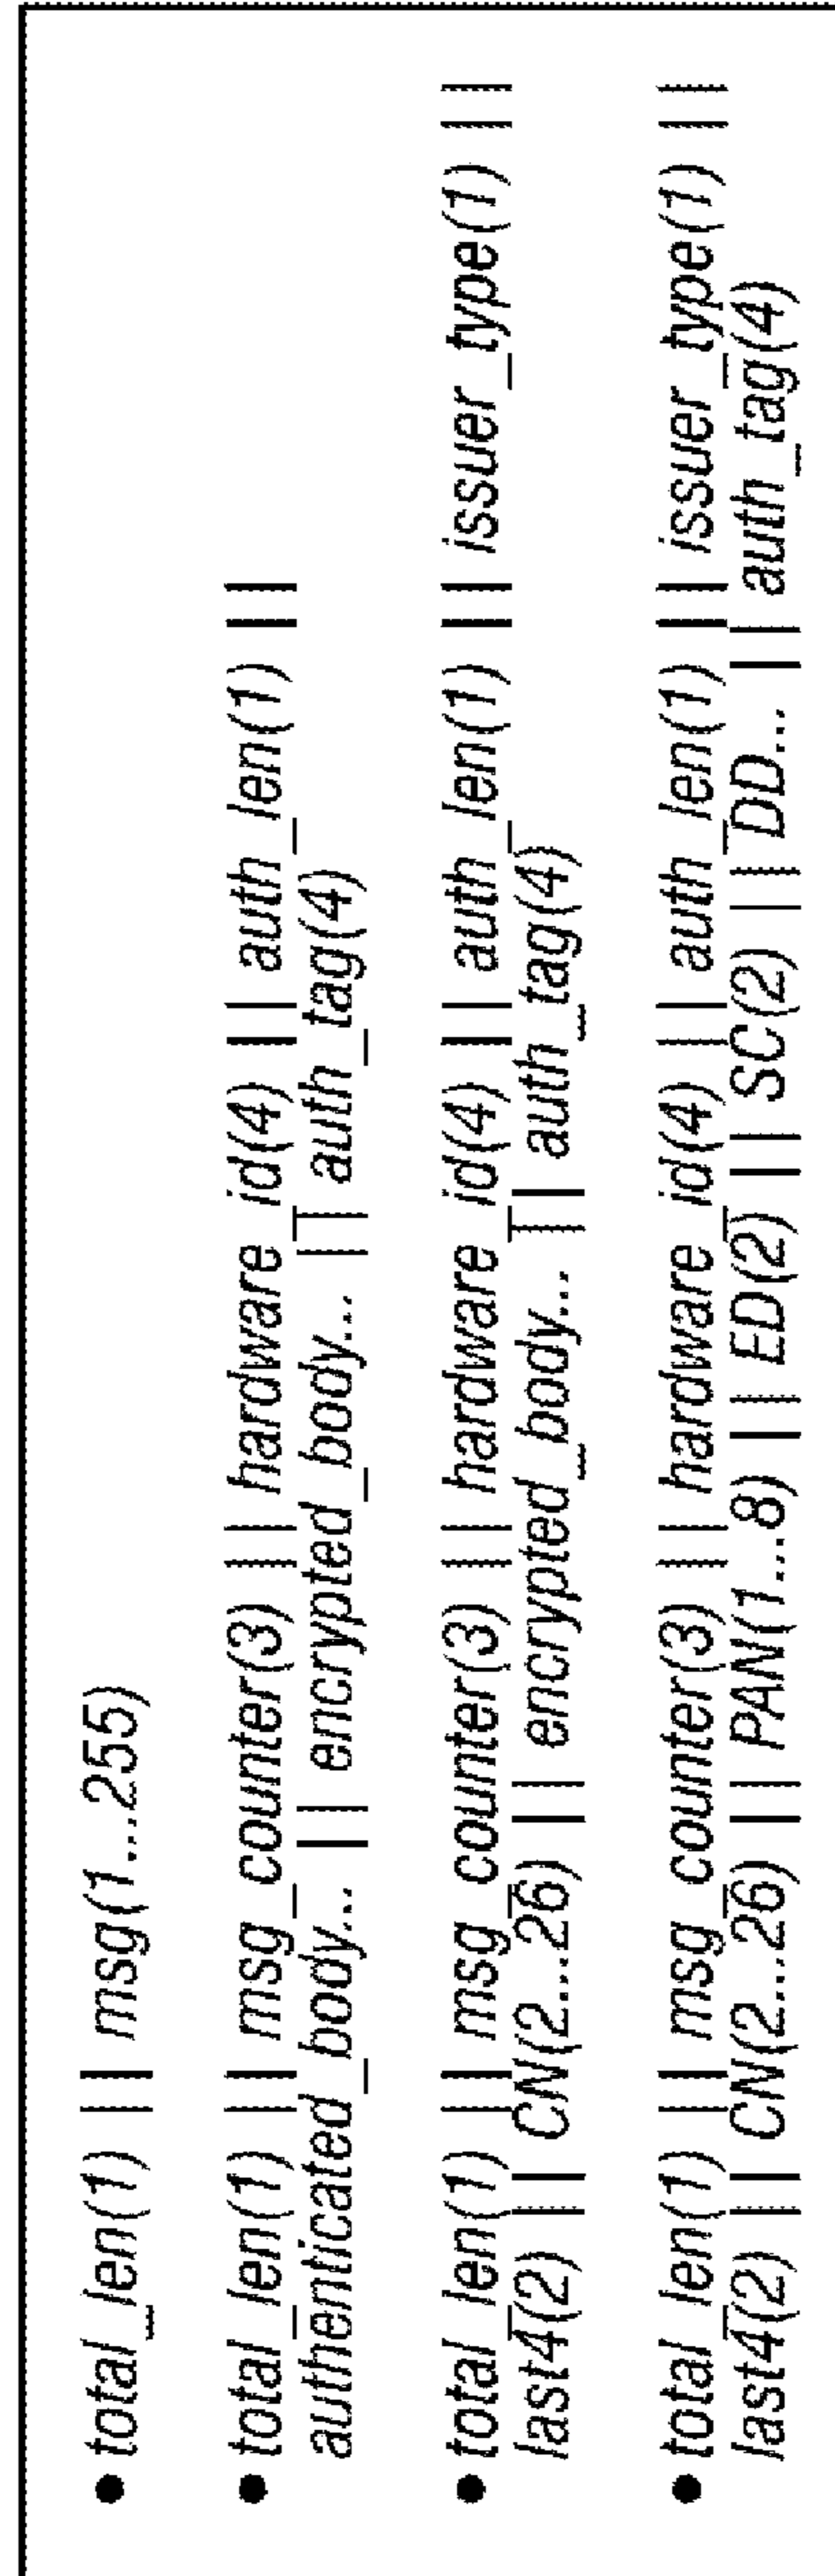 • total_len(1) || msg(1...255)
• total_len(1) || msg_counter(3) || hardware_id(4) || auth_len(1) ||
authenticated_body... || encrypted_body... || auth_tag(4)
• total_len(1) || msg_counter(3) || hardware_id(4) || auth_len(1) || issuer_type(1) ||
last4(2) || CN(2...26) || encrypted_body... || auth_tag(4)
• total_len(1) || msg_counter(3) || hardware_id(4) || auth_len(1) || issuer_type(1) ||
last4(2) || CN(2...26) || PAN(1...8) || ED(2) || SC(2) || DD... || auth_tag(4)